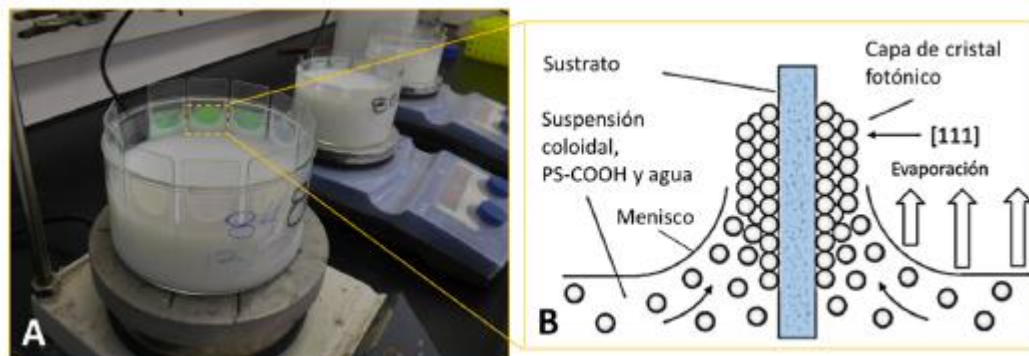 A
Sustrato
Capa de cristal
fotónico
Suspensión
coloidal,
PS-COOH y agua
[111]
Evaporación
Menisco
B